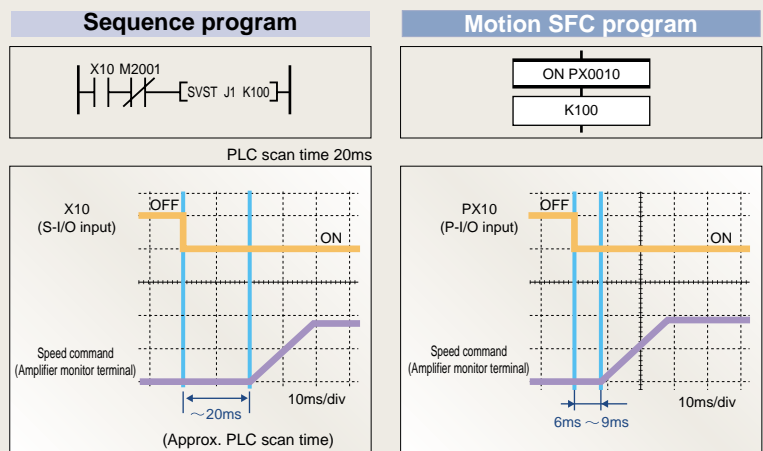 Sequence program
X10 M2001
SVST J1 K100
PLC scan time 20ms
X10
(S-I/O input)
OFF
ON
Speed command
(Amplifier monitor terminal)
10ms/div
～20ms
(Approx. PLC scan time)
Motion SFC program
ON PX0010
K100
PX10
(P-I/O input)
OFF
ON
Speed command
(Amplifier monitor terminal)
10ms/div
6ms ～ 9ms